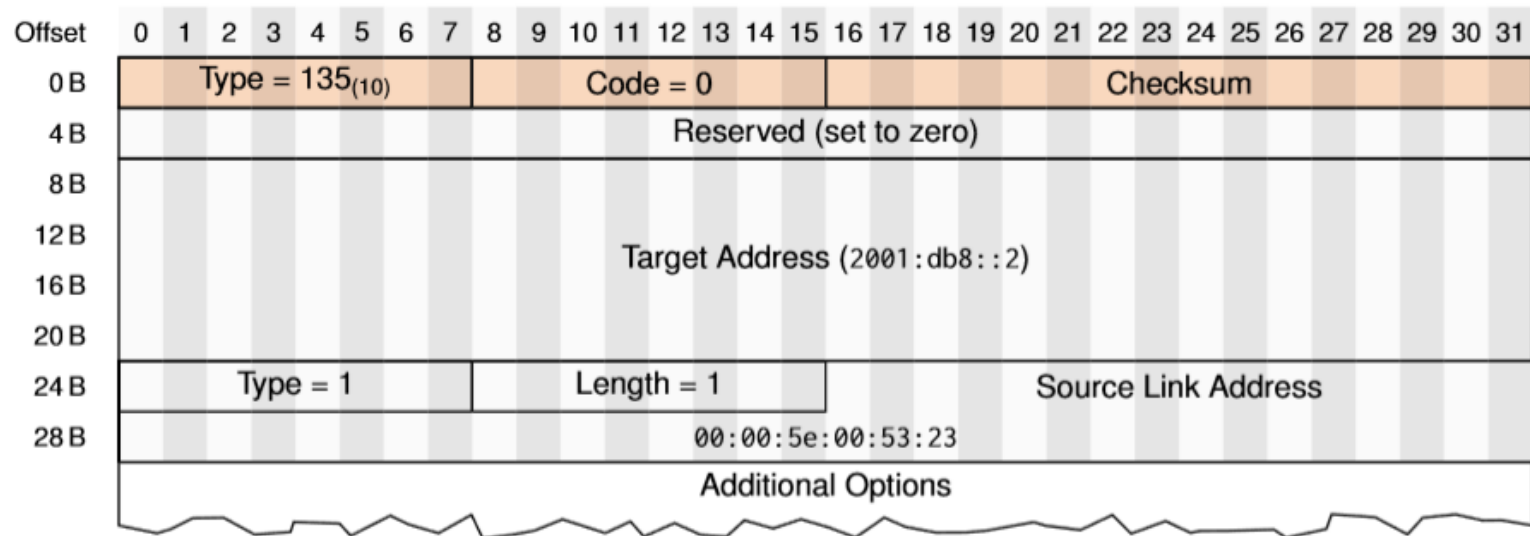 Offset 0 1 2 3 4 5 6 7 8 9 10 11 12 13 14 15 16 17 18 19 20 21 22 23 24 25 26 27 28 29 30 31
0 B Type = 135(10) Code = 0 Checksum
4 B Reserved (set to zero)
8 B
12 B
Target Address (2001:db8::2)
16 B
20 B
24 B Type = 1 Length = 1 Source Link Address
28 B 00:00:5e:00:53:23
Additional Options